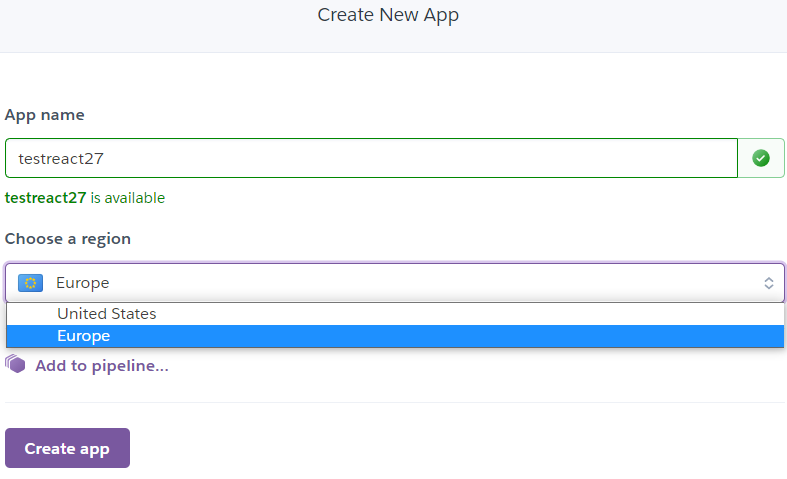 Create New App
App name
testreact27
testreact27 is available
Choose a region
Europe
United States
Europe
Add to pipeline...
Create app